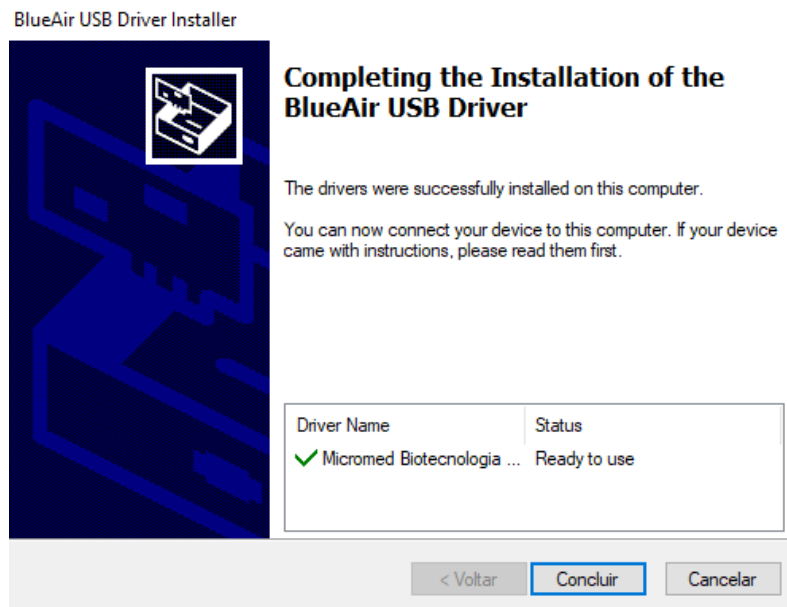 BlueAir USB Driver Installer
Completing the Installation of the
BlueAir USB Driver
The drivers were successfully installed on this computer.
You can now connect your device to this computer. If your device
came with instructions, please read them first.
Driver Name Status
Micromed Biotecnologia ... Ready to use
< Voltar Concluir Cancelar